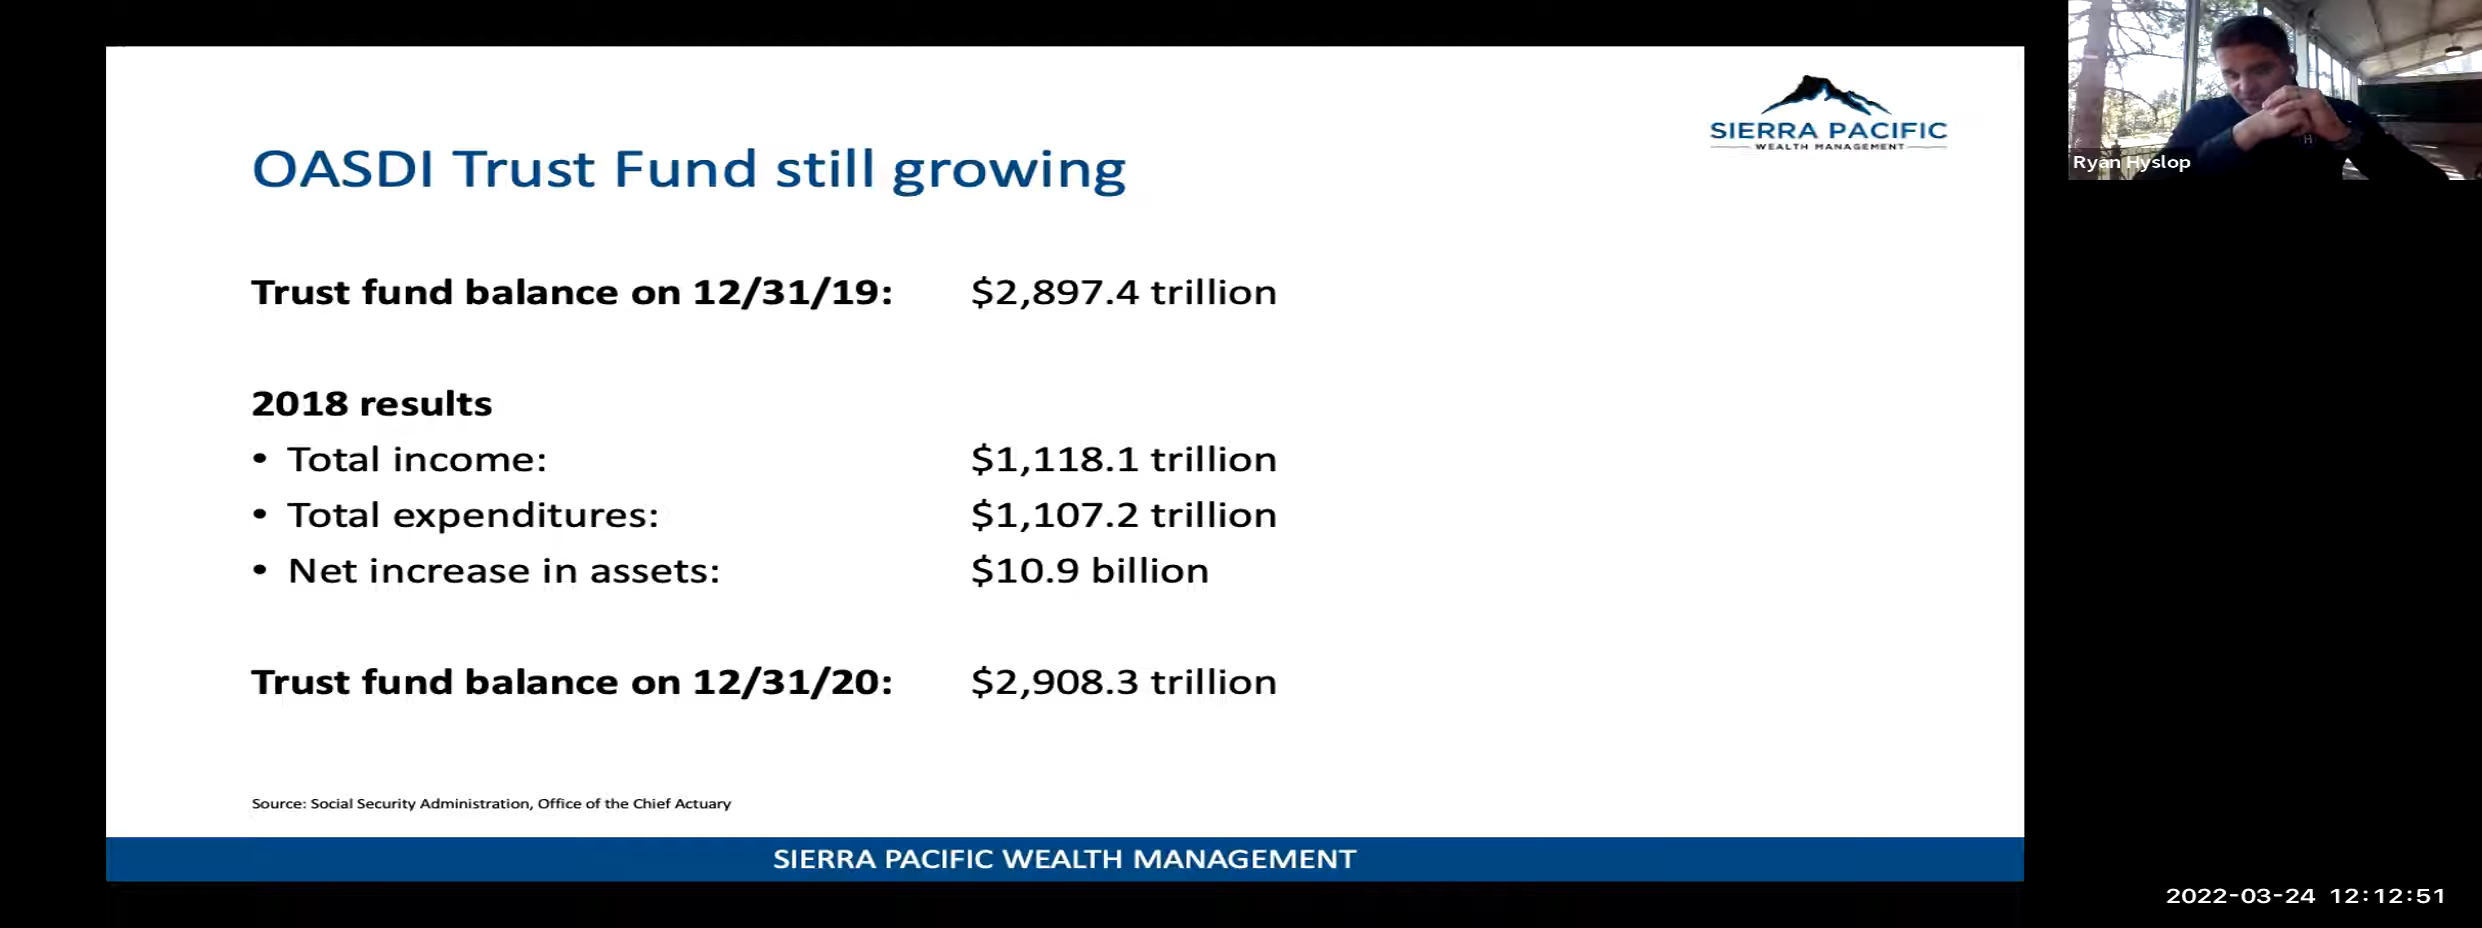 SIERRA PACIFIC
WEALTH MANAGEMENT
Ryan Hyslop
OASDI Trust Fund still growing
Trust fund balance on 12/31/19: $2,897.4 trillion
2018 results
• Total income: $1,118.1 trillion
• Total expenditures: $1,107.2 trillion
• Net increase in assets: $10.9 billion
Trust fund balance on 12/31/20: $2,908.3 trillion
Source: Social Security Administration, Office of the Chief Actuary
SIERRA PACIFIC WEALTH MANAGEMENT
2022-03-24 12:12:51